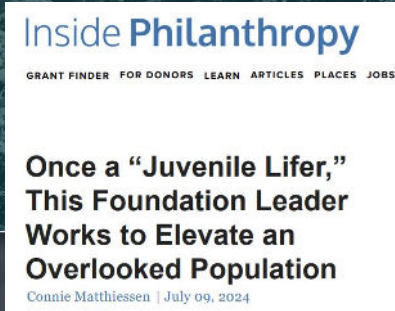 Inside Philanthropy
GRANT FINDER FOR DONORS LEARN ARTICLES PLACES JOBS
Once a “Juvenile Lifer,”
This Foundation Leader
Works to Elevate an
Overlooked Population
Connie Matthiessen | July 09, 2024